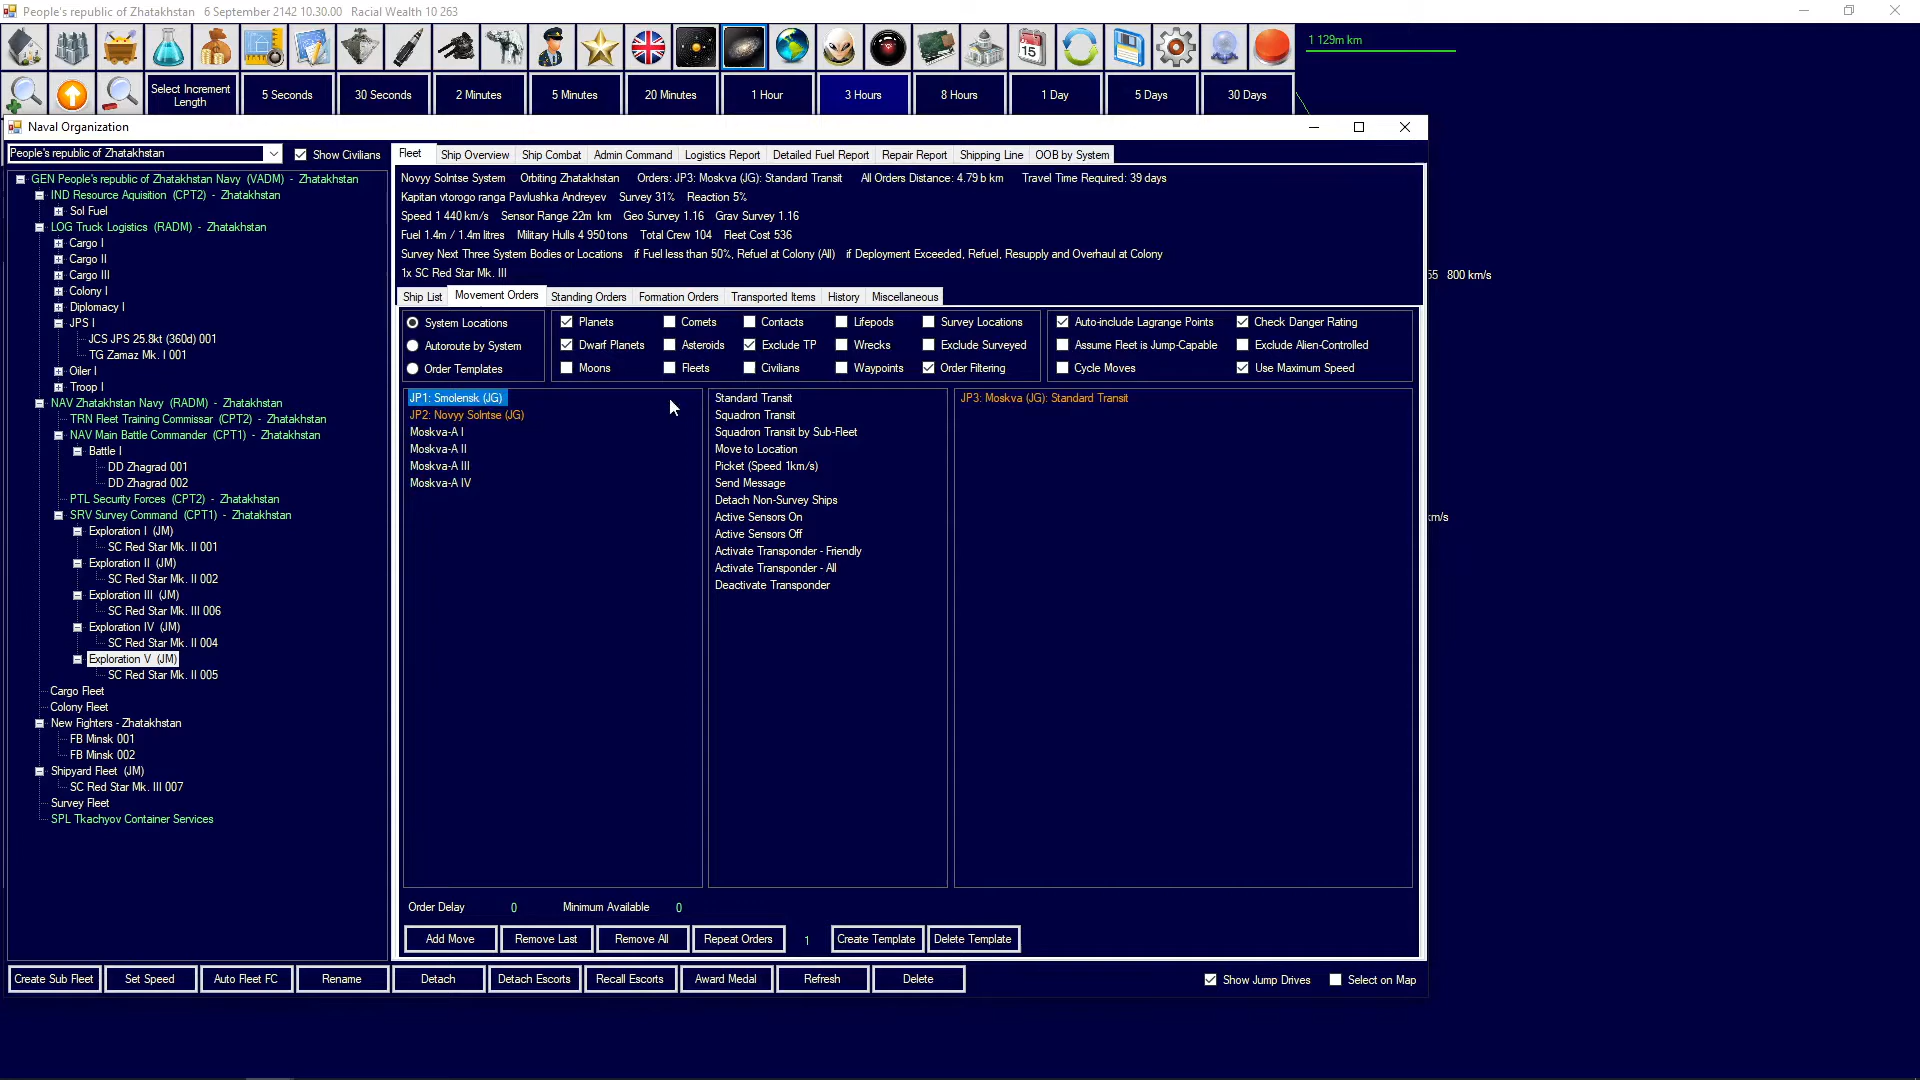 People's republic of Zhatakhstan   6 September 2142 10.30.00   Racial Wealth 10 263
1 129m km
Select Increment Length
5 Seconds
30 Seconds
2 Minutes
5 Minutes
20 Minutes
1 Hour
3 Hours
8 Hours
1 Day
5 Days
30 Days
Naval Organization
People's republic of Zhatakhstan
Show Civilians
GEN People's republic of Zhatakhstan Navy (VADM) - Zhatakhstan
IND Resource Aquisition (CPT2) - Zhatakhstan
Sol Fuel
LOG Truck Logistics (RADM) - Zhatakhstan
Cargo I
Cargo II
Cargo III
Colony I
Diplomacy I
JPS I
JCS JPS 25.8kt (360d) 001
TG Zamaz Mk. I 001
Oiler I
Troop I
NAV Zhatakhstan Navy (RADM) - Zhatakhstan
TRN Fleet Training Commissar (CPT2) - Zhatakhstan
NAV Main Battle Commander (CPT1) - Zhatakhstan
Battle I
DD Zhagrad 001
DD Zhagrad 002
PTL Security Forces (CPT2) - Zhatakhstan
SRV Survey Command (CPT1) - Zhatakhstan
Exploration I (JM)
SC Red Star Mk. II 001
Exploration II (JM)
SC Red Star Mk. II 002
Exploration III (JM)
SC Red Star Mk. III 006
Exploration IV (JM)
SC Red Star Mk. II 004
Exploration V (JM)
SC Red Star Mk. II 005
Cargo Fleet
Colony Fleet
New Fighters - Zhatakhstan
FB Minsk 001
FB Minsk 002
Shipyard Fleet (JM)
SC Red Star Mk. III 007
Survey Fleet
SPL Tkachyov Container Services
Fleet
Ship Overview
Ship Combat
Admin Command
Logistics Report
Detailed Fuel Report
Repair Report
Shipping Line
OOB by System
Novyy Solntse System   Orbiting Zhatakhstan   Orders: JP3: Moskva (JG): Standard Transit   All Orders Distance: 4.79 b km   Travel Time Required: 39 days
Kapitan vtorogo ranga Pavlushka Andreyev   Survey 31%   Reaction 5%
Speed 1 440 km/s   Sensor Range 22m km   Geo Survey 1.16   Grav Survey 1.16
Fuel 1.4m / 1.4m litres   Military Hulls 4 950 tons   Total Crew 104   Fleet Cost 536
Survey Next Three System Bodies or Locations   if Fuel less than 50%, Refuel at Colony (All)   if Deployment Exceeded, Refuel, Resupply and Overhaul at Colony
1x SC Red Star Mk. III
55   800 km/s
Ship List
Movement Orders
Standing Orders
Formation Orders
Transported Items
History
Miscellaneous
System Locations
Autoroute by System
Order Templates
Planets
Comets
Contacts
Lifepods
Survey Locations
Dwarf Planets
Asteroids
Exclude TP
Wrecks
Exclude Surveyed
Moons
Fleets
Civilians
Waypoints
Order Filtering
Auto-include Lagrange Points
Check Danger Rating
Assume Fleet is Jump-Capable
Exclude Alien-Controlled
Cycle Moves
Use Maximum Speed
JP1: Smolensk (JG)
JP2: Novyy Solntse (JG)
Moskva-A I
Moskva-A II
Moskva-A III
Moskva-A IV
Standard Transit
Squadron Transit
Squadron Transit by Sub-Fleet
Move to Location
Picket (Speed 1km/s)
Send Message
Detach Non-Survey Ships
Active Sensors On
Active Sensors Off
Activate Transponder - Friendly
Activate Transponder - All
Deactivate Transponder
JP3: Moskva (JG): Standard Transit
km/s
Order Delay   0   Minimum Available   0
Add Move
Remove Last
Remove All
Repeat Orders
1
Create Template
Delete Template
Create Sub Fleet
Set Speed
Auto Fleet FC
Rename
Detach
Detach Escorts
Recall Escorts
Award Medal
Refresh
Delete
Show Jump Drives
Select on Map